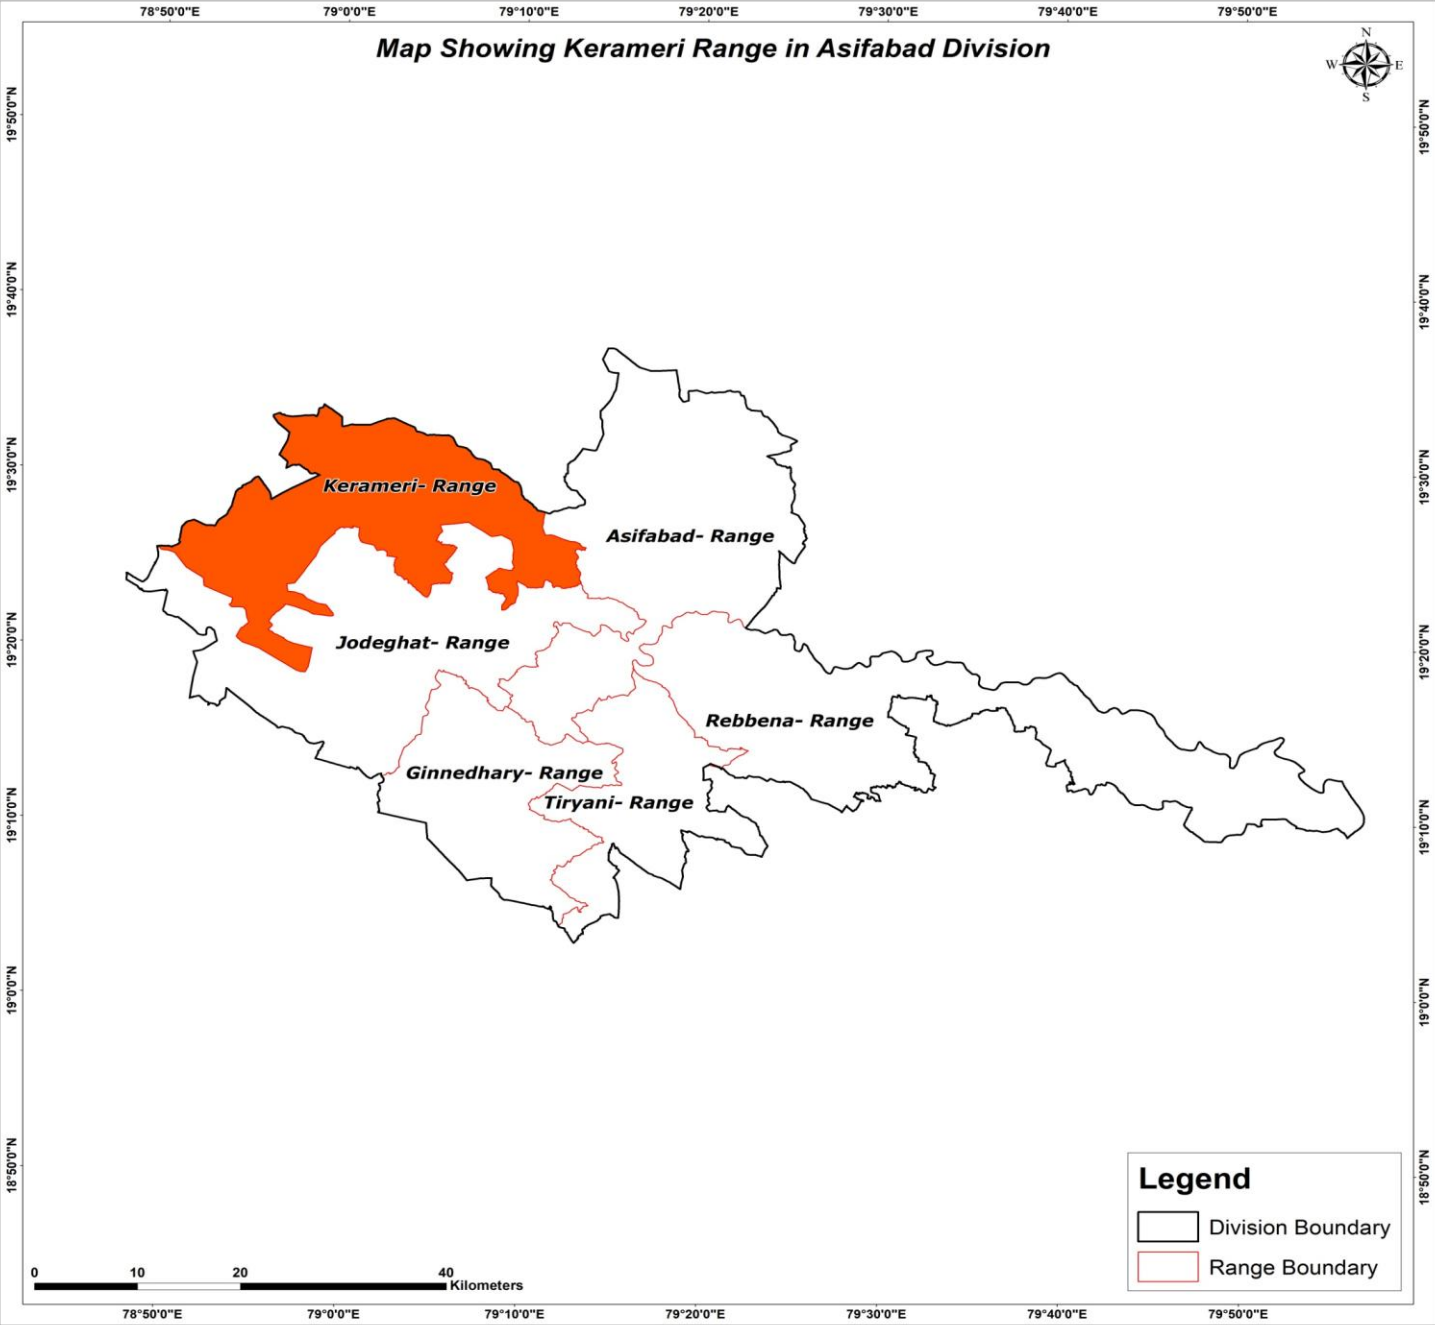 78°50'0"E 79°0'0"E 79°10'0"E 79°20'0"E 79°30'0"E 79°40'0"E 79°50'0"E
Map Showing Kerameri Range in Asifabad Division
N
W E
S
19°50'0"N 19°50'0"N
19°40'0"N 19°40'0"N
19°30'0"N 19°30'0"N
Kerameri- Range
Asifabad- Range
19°20'0"N 19°20'0"N
Jodeghat- Range
Rebbena- Range
Ginnedhary- Range
Tiryani- Range
19°10'0"N 19°10'0"N
19°0'0"N 19°0'0"N
18°50'0"N 18°50'0"N
Legend
Division Boundary
Range Boundary
0 10 20 40
Kilometers
78°50'0"E 79°0'0"E 79°10'0"E 79°20'0"E 79°30'0"E 79°40'0"E 79°50'0"E